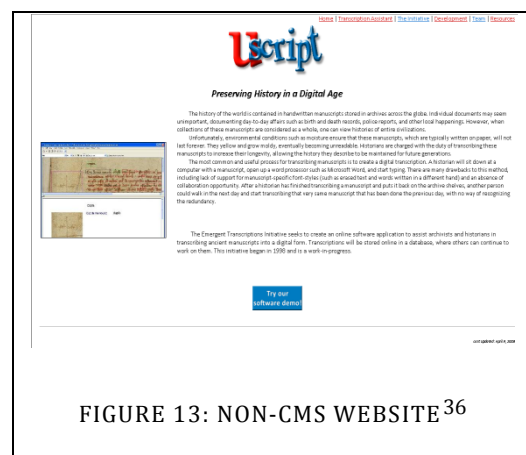 Home | Transcription Assistant | The Initiative | Development | Team | Resources
Uscript
Preserving History in a Digital Age
The history of the world is contained in handwritten manuscripts stored in archives across the globe. Individual documents may seem
unimportant, documenting day-to-day affairs such as birth and death records, police reports, and other local happenings. However, when
collections of these manuscripts are considered as a whole, one can view histories of entire civilizations.
Unfortunately, environmental conditions such as moisture ensure that these manuscripts, which are typically written on paper, will not
last forever. They yellow and grow moldy, eventually becoming unreadable. Historians are charged with the duty of transcribing these
manuscripts to increase their longevity, allowing the history they describe to be maintained for future generations.
The most common and useful process for transcribing manuscripts is to create a digital transcription. A historian will sit down at a
computer with a manuscript, open up a word processor such as Microsoft Word, and start typing. There are many drawbacks to this method,
including lack of support for manuscript-specific font-styles (such as erased text and words written in a different hand) and an absence of
collaboration opportunity. After a historian has finished transcribing a manuscript and puts it back on the archive shelves, another person
could walk in the next day and start transcribing that very same manuscript that has been done the previous day, with no way of recognizing
the redundancy.
The Emergent Transcriptions Initiative seeks to create an online software application to assist archivists and historians in
transcribing ancient manuscripts into a digital form. Transcriptions will be stored online in a database, where others can continue to
work on them. This initiative began in 1998 and is a work-in-progress.
Try our
software demo!
Last updated: April 9, 2008
FIGURE 13: NON-CMS WEBSITE36